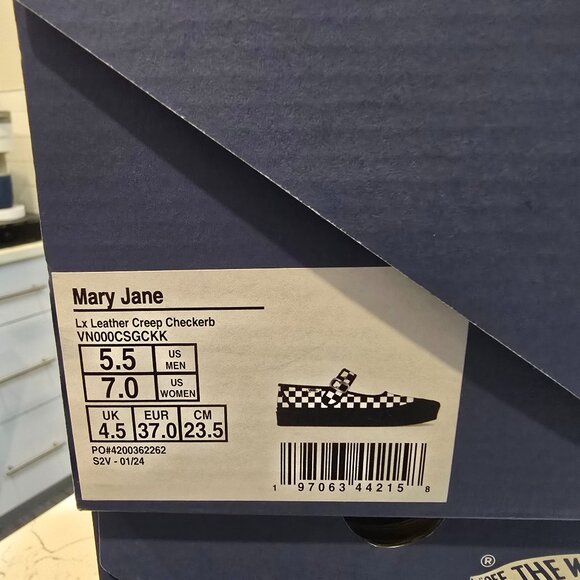 Mary Jane
Lx Leather Creep Checkerb
VN000CSGCKK
5.5 US MEN
7.0 US WOMEN
UK EUR CM
4.5 37.0 23.5
PO#4200362262
S2V - 01/24
1 97063 44215 8
® THE